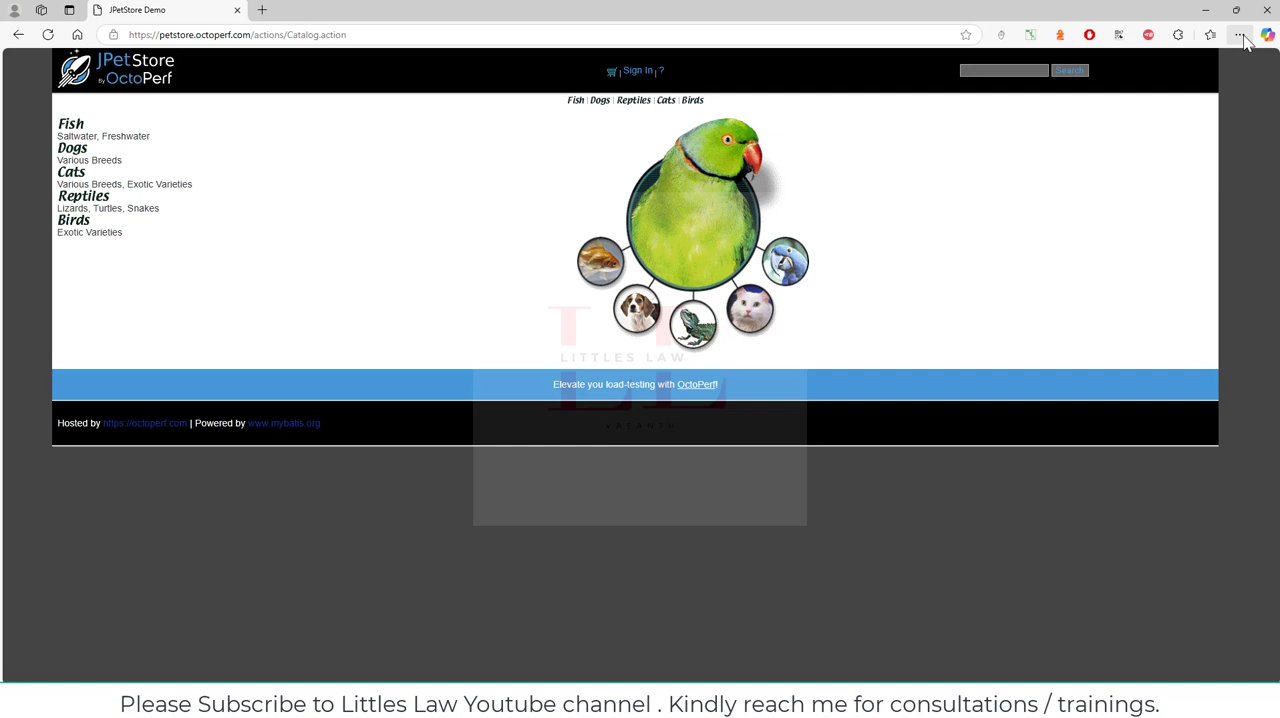 JPetStore Demo
https://petstore.octoperf.com/actions/Catalog.action
JPetStore
By OctoPerf
Sign In | ?
Search
Fish | Dogs | Reptiles | Cats | Birds
Fish
Saltwater, Freshwater
Dogs
Various Breeds
Cats
Various Breeds, Exotic Varieties
Reptiles
Lizards, Turtles, Snakes
Birds
Exotic Varieties
LITTLES LAW
Elevate you load-testing with OctoPerf!
Hosted by https://octoperf.com | Powered by www.mybatis.org
Please Subscribe to Littles Law Youtube channel . Kindly reach me for consultations / trainings.